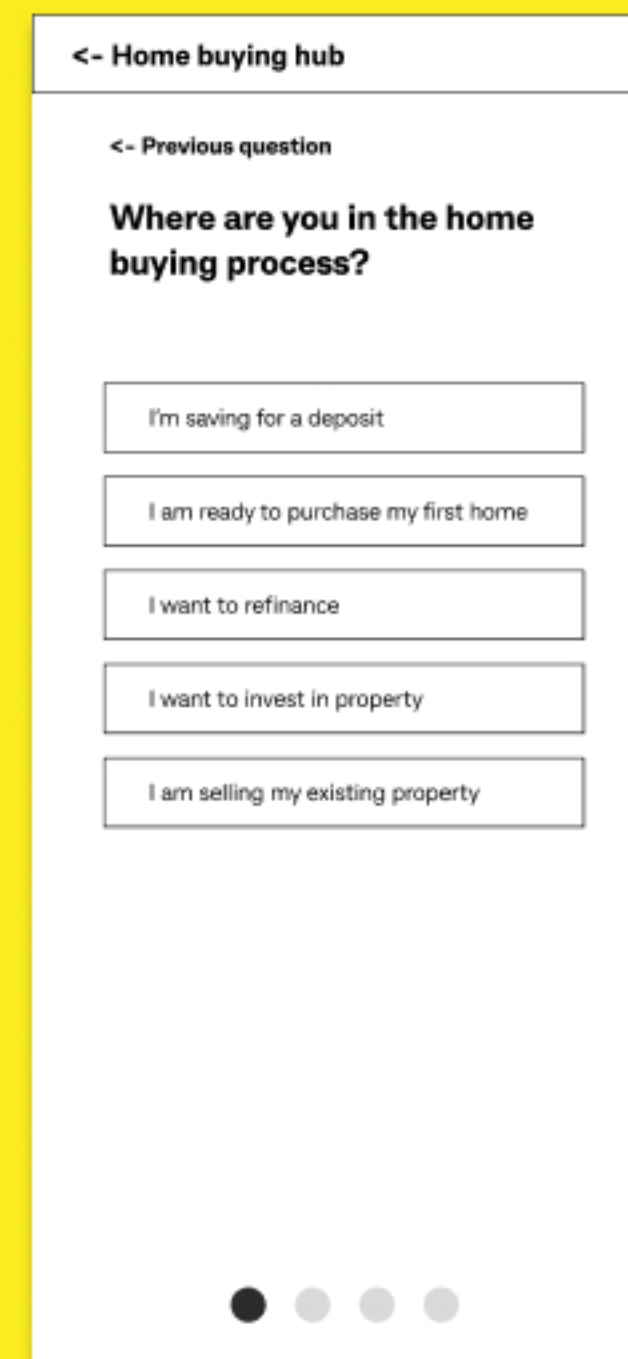 <- Home buying hub
<- Previous question
Where are you in the home
buying process?
I'm saving for a deposit
I am ready to purchase my first home
I want to refinance
I want to invest in property
I am selling my existing property